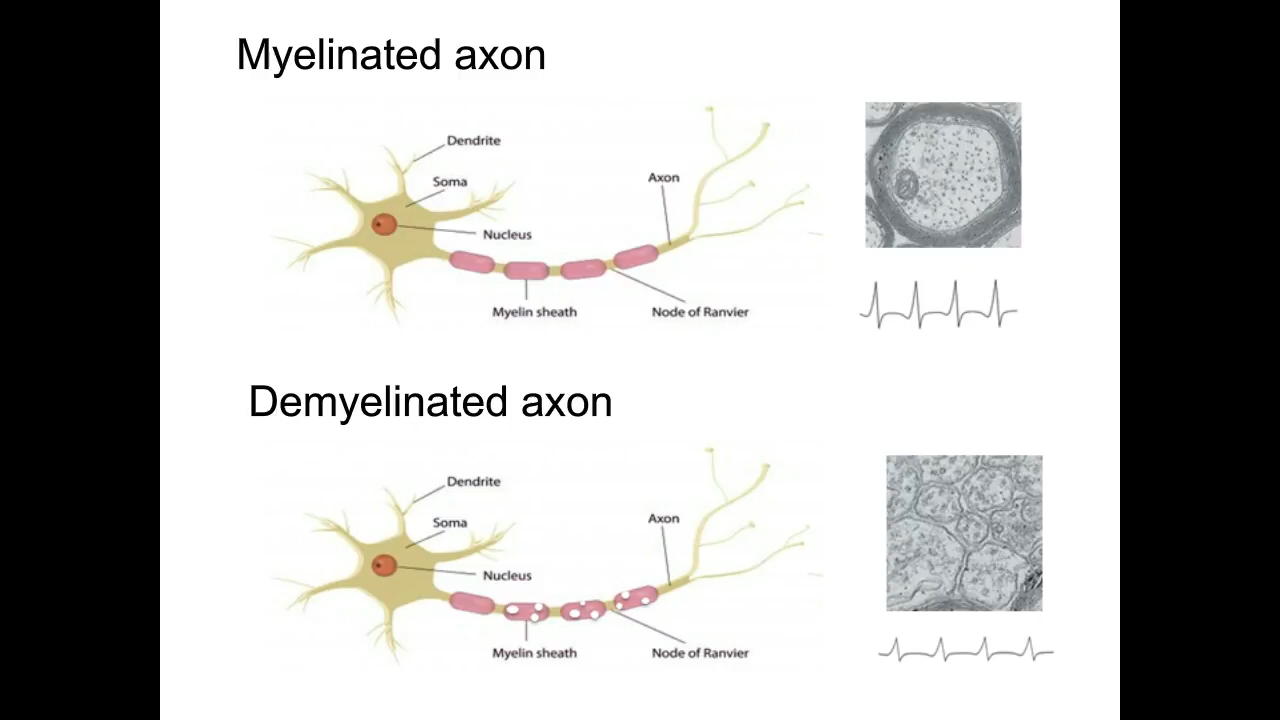 Myelinated axon
Dendrite
Soma
Axon
Nucleus
Myelin sheath
Node of Ranvier
Demyelinated axon
Dendrite
Soma
Axon
Nucleus
Myelin sheath
Node of Ranvier